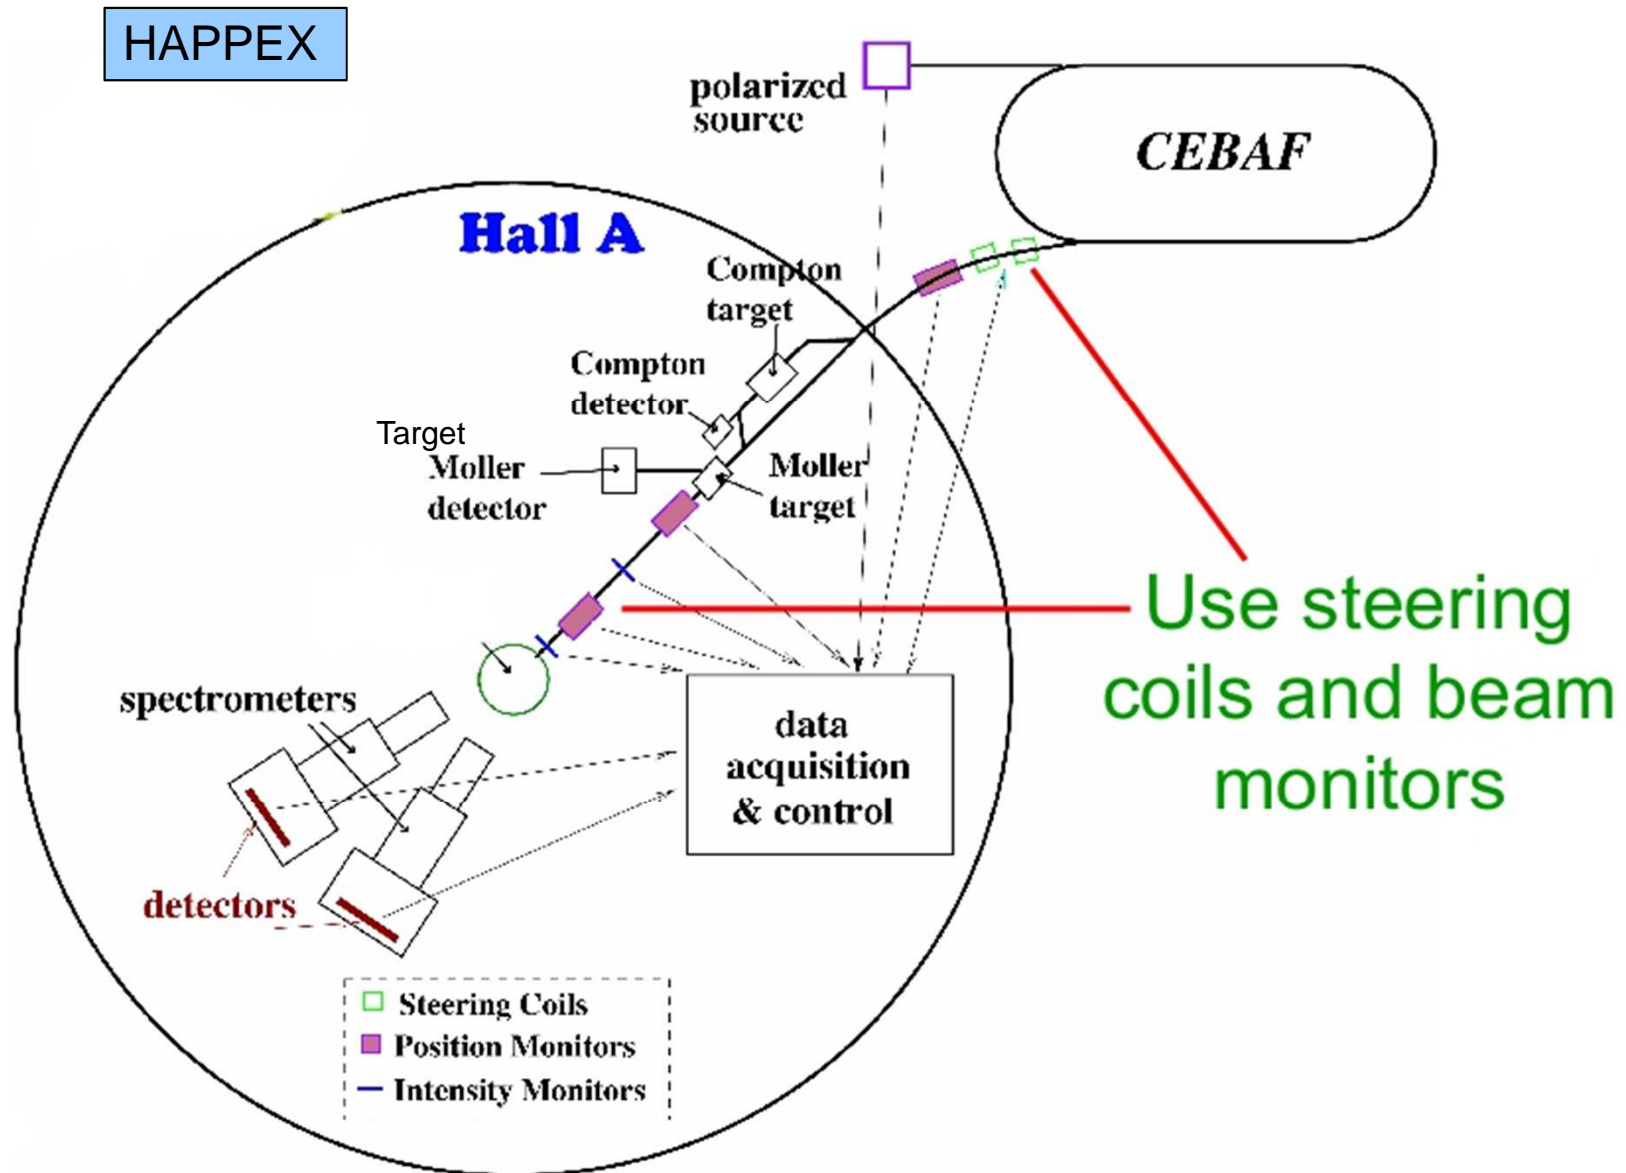 HAPPEX
polarized
source
CEBAF
Hall A
Compton
target
Compton
detector
Target
Moller
detector
Moller
target
Use steering
coils and beam
monitors
spectrometers
data
acquisition
& control
detectors
Steering Coils
Position Monitors
Intensity Monitors